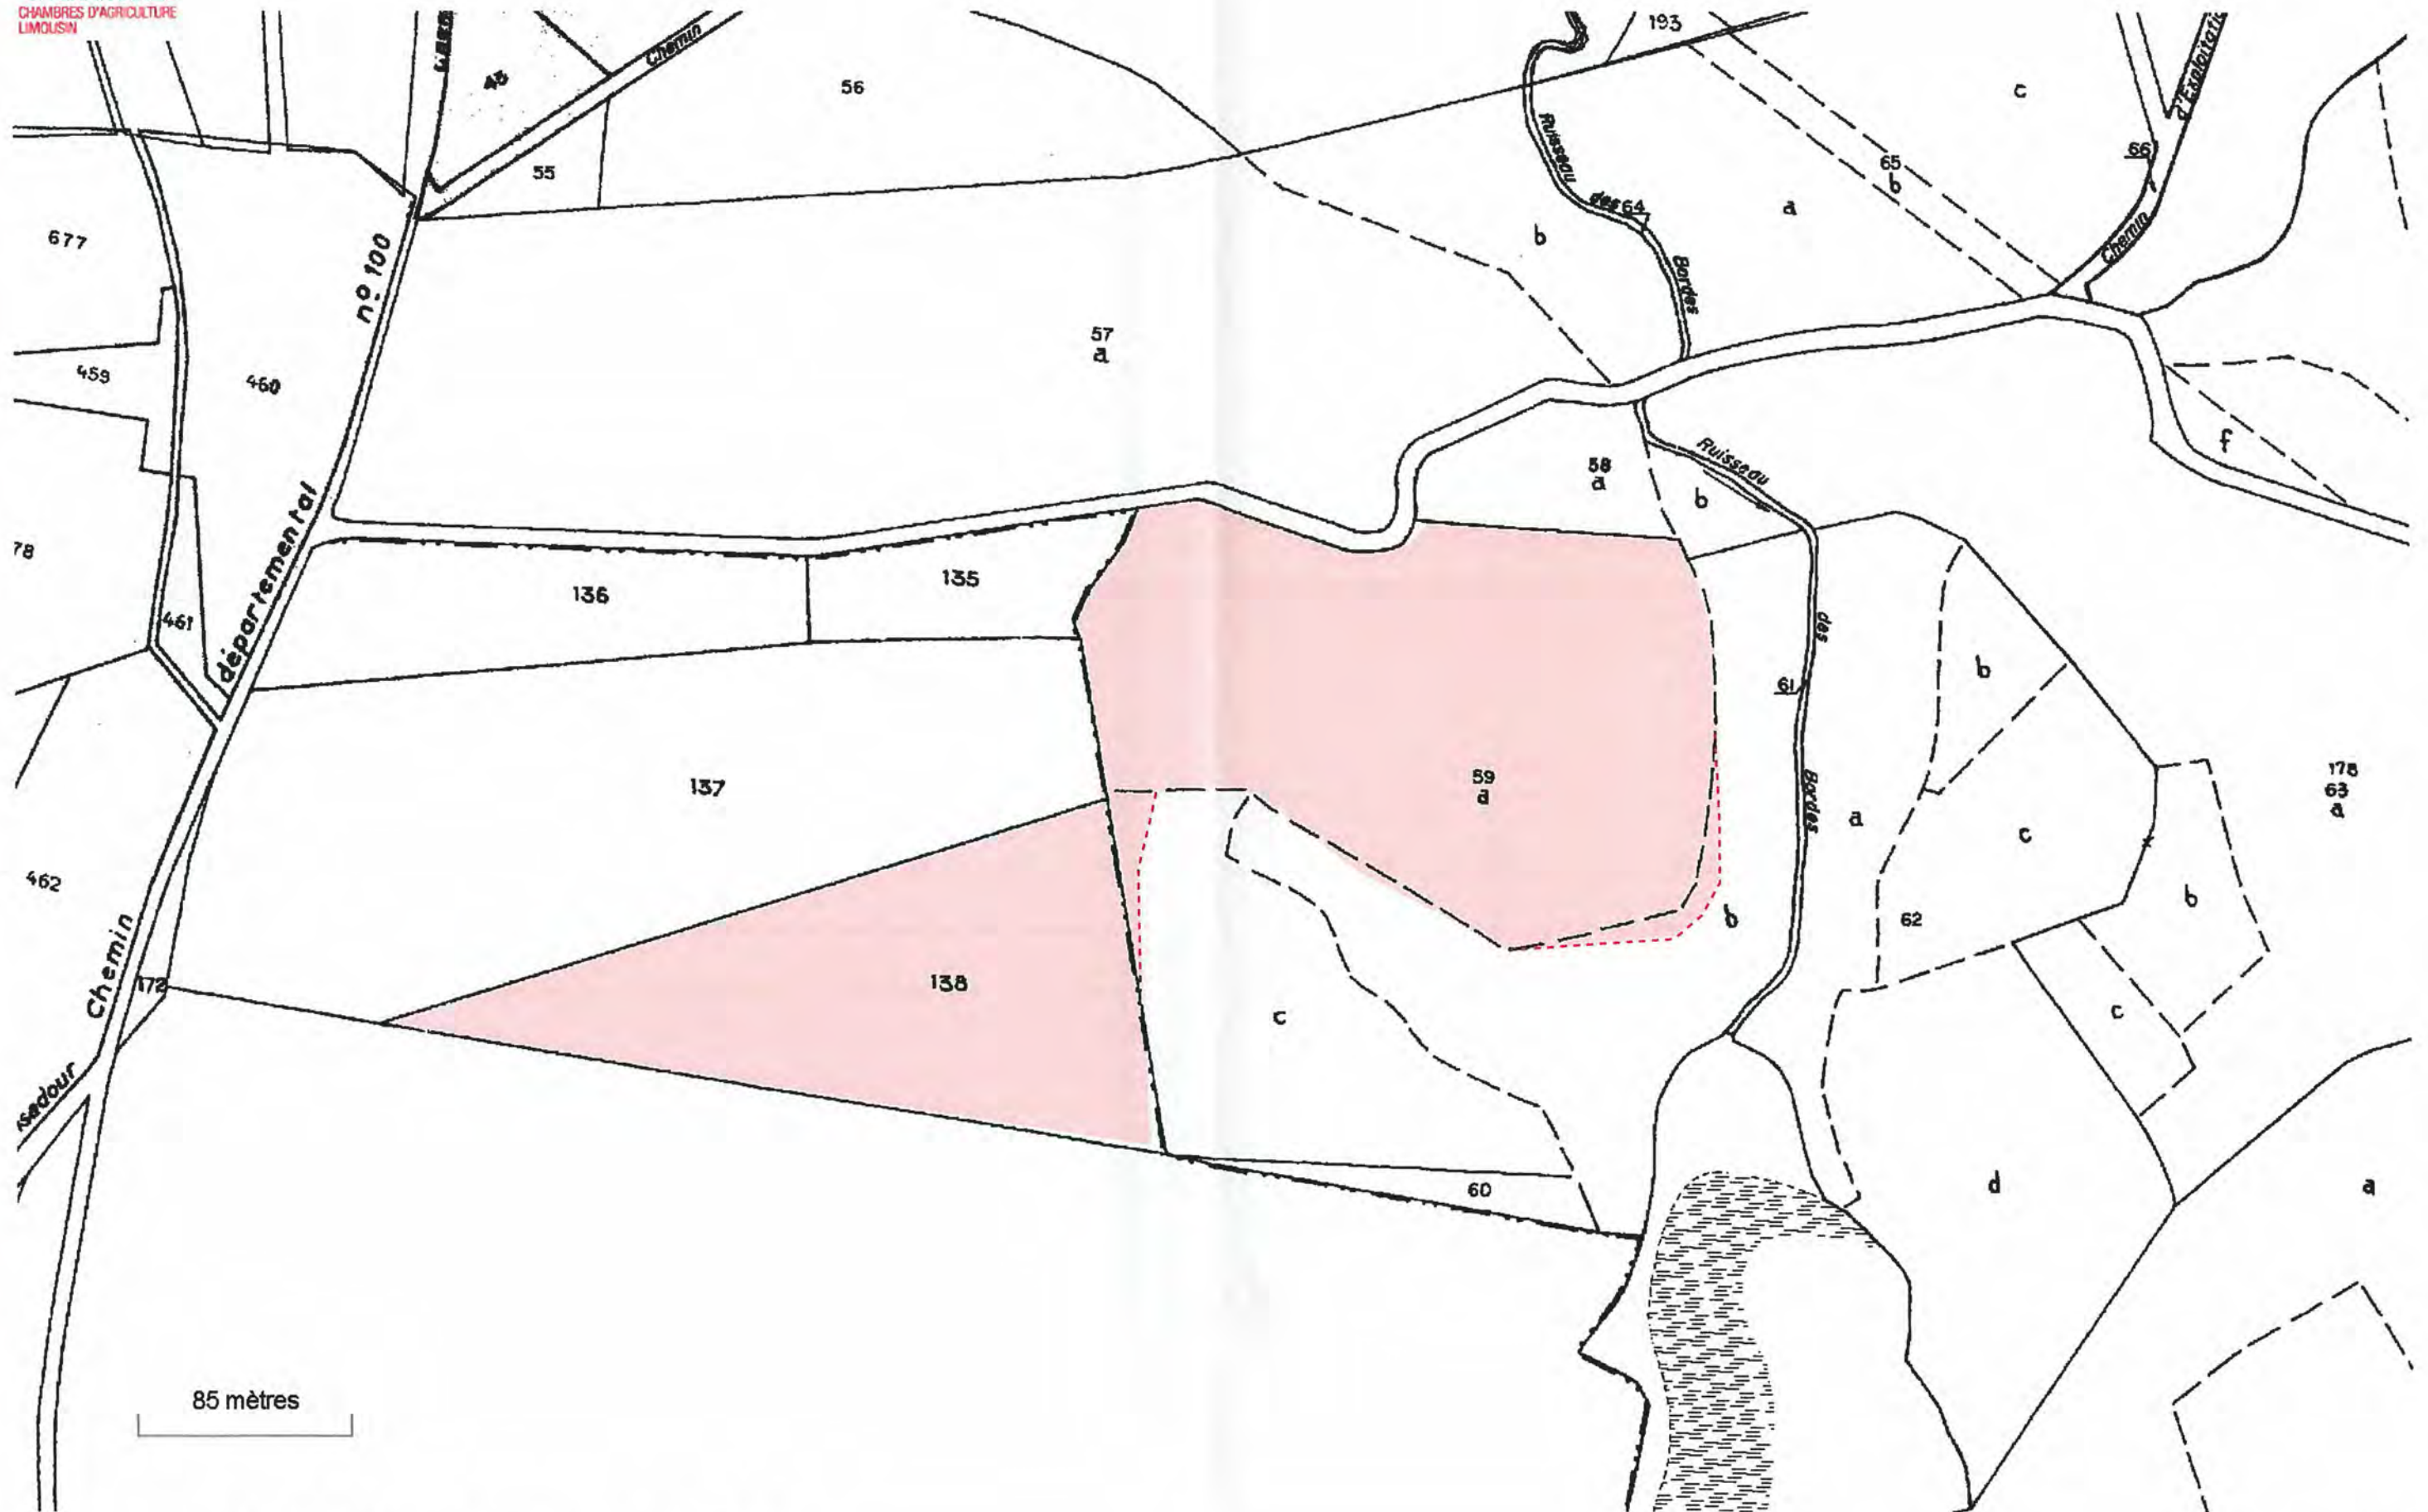 CHAMBRES D'AGRICULTURE
LIMOUSIN
Chemin
193
45
56
c
d'Exploitation
55
Ruisseau
des 64
Bordes
65
b
66
a
b
Chemin
677
nº 100
57
a
459
460
58
a
b
Ruisseau
f
78
départemental
136
135
461
des
61
b
137
59
a
Bordes
a
c
178
63
a
462
b
b
62
Chemin
172
138
c
c
ssadour
60
d
a
85 mètres